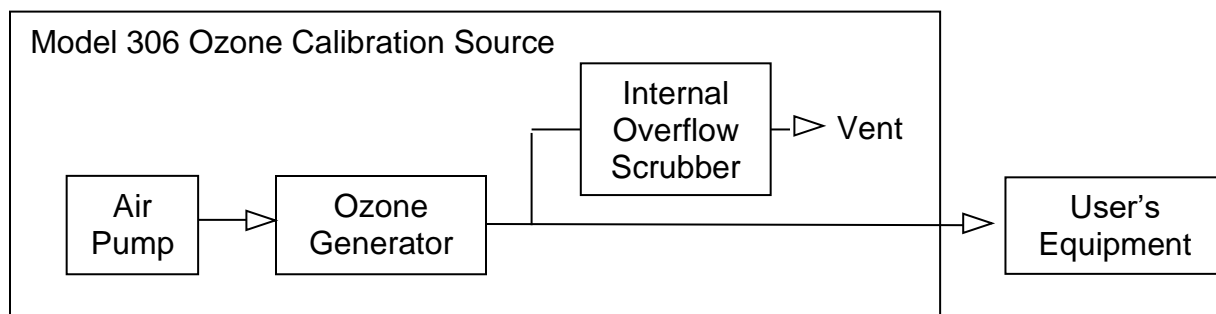 Model 306 Ozone Calibration Source
Internal
Overflow
Scrubber
Vent
Air
Pump
Ozone
Generator
User’s
Equipment